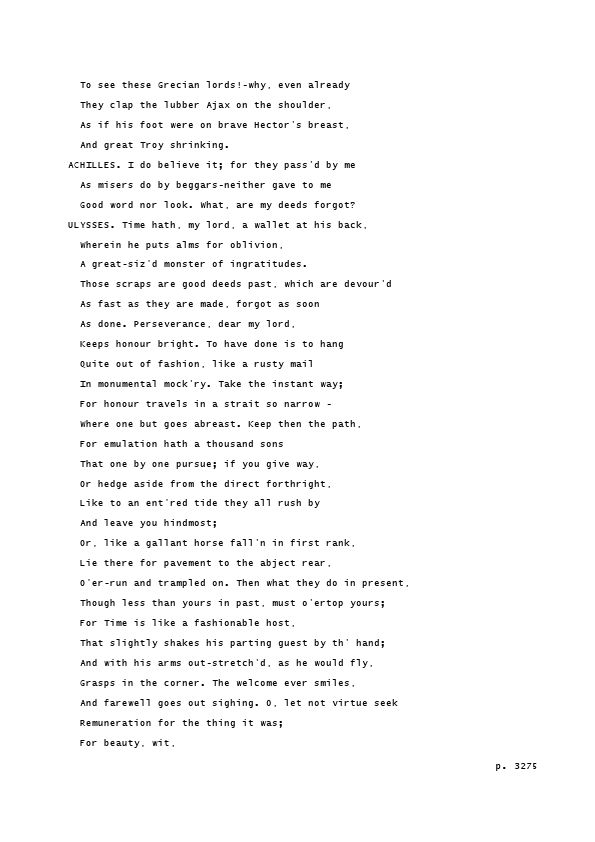 To see these Grecian lords!-why, even already
They clap the lubber Ajax on the shoulder,
As if his foot were on brave Hector's breast,
And great Troy shrinking.
ACHILLES. I do believe it; for they pass'd by me
As misers do by beggars-neither gave to me
Good word nor look. What, are my deeds forgot?
ULYSSES. Time hath, my lord, a wallet at his back,
Wherein he puts alms for oblivion,
A great-siz'd monster of ingratitudes.
Those scraps are good deeds past, which are devour'd
As fast as they are made, forgot as soon
As done. Perseverance, dear my lord,
Keeps honour bright. To have done is to hang
Quite out of fashion, like a rusty mail
In monumental mock'ry. Take the instant way;
For honour travels in a strait so narrow -
Where one but goes abreast. Keep then the path,
For emulation hath a thousand sons
That one by one pursue; if you give way,
Or hedge aside from the direct forthright,
Like to an ent'red tide they all rush by
And leave you hindmost;
Or, like a gallant horse fall'n in first rank,
Lie there for pavement to the abject rear,
O'er-run and trampled on. Then what they do in present,
Though less than yours in past, must o'ertop yours;
For Time is like a fashionable host,
That slightly shakes his parting guest by th' hand;
And with his arms out-stretch'd, as he would fly,
Grasps in the corner. The welcome ever smiles,
And farewell goes out sighing. O, let not virtue seek
Remuneration for the thing it was;
For beauty, wit,
p. 3275